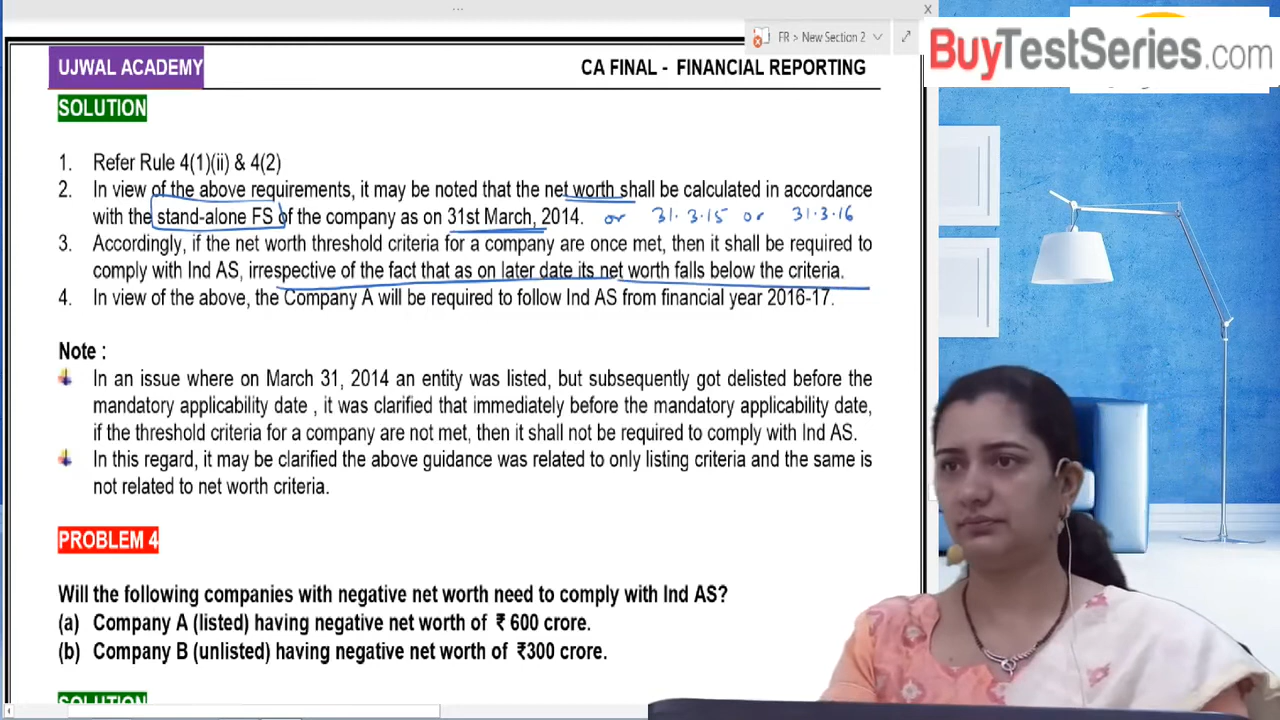 ...
x
FR > New Section 2
BuyTestSeries.com
UJWAL ACADEMY
CA FINAL - FINANCIAL REPORTING
SOLUTION
1. Refer Rule 4(1)(ii) & 4(2)
2. In view of the above requirements, it may be noted that the net worth shall be calculated in accordance
with the stand-alone FS of the company as on 31st March, 2014. or 31.3.15 or 31.3.16
3. Accordingly, if the net worth threshold criteria for a company are once met, then it shall be required to
comply with Ind AS, irrespective of the fact that as on later date its net worth falls below the criteria.
4. In view of the above, the Company A will be required to follow Ind AS from financial year 2016-17.
Note :
In an issue where on March 31, 2014 an entity was listed, but subsequently got delisted before the
mandatory applicability date , it was clarified that immediately before the mandatory applicability date,
if the threshold criteria for a company are not met, then it shall not be required to comply with Ind AS.
In this regard, it may be clarified the above guidance was related to only listing criteria and the same is
not related to net worth criteria.
PROBLEM 4
Will the following companies with negative net worth need to comply with Ind AS?
(a) Company A (listed) having negative net worth of ₹ 600 crore.
(b) Company B (unlisted) having negative net worth of ₹300 crore.
SOLUTION